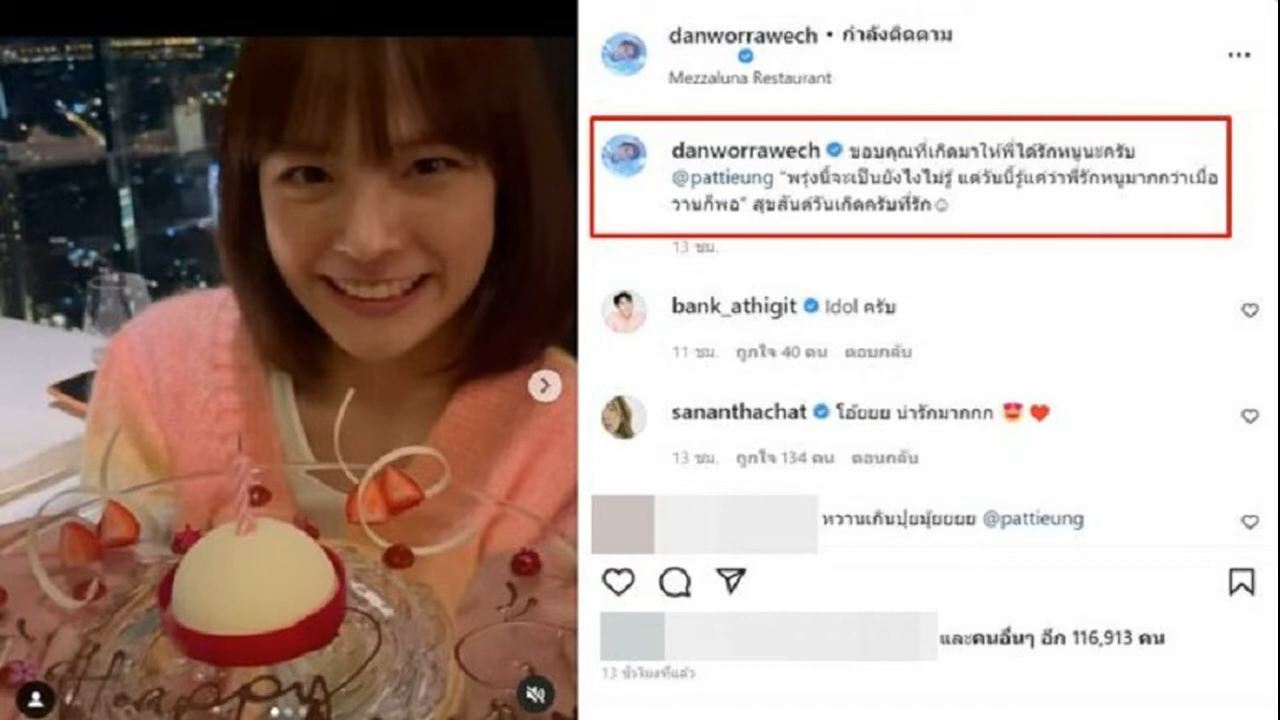 danworrawech • กำลังติดตาม
Mezzaluna Restaurant
danworrawech ขอบคุณที่เกิดมาให้พี่ได้รักหนูนะครับ
@pattieung "พรุ่งนี้จะเป็นยังไงไม่รู้ แต่วันนี้รู้แค่ว่าพี่รักหนูมากกว่าเมื่อ
วานก็พอ" สุขสันต์วันเกิดครับที่รัก☺
13 ชม.
bank_athigit Idol ครับ
11 ชม. ถูกใจ 40 คน ตอบกลับ
sananthachat โอ้ยยย น่ารักมากกก 😍❤️
13 ชม. ถูกใจ 134 คน ตอบกลับ
หวานเกินปุยมุ้ยยยย @pattieung
และคนอื่นๆ อีก 116,913 คน
13 ชั่วโมงที่แล้ว
Happy